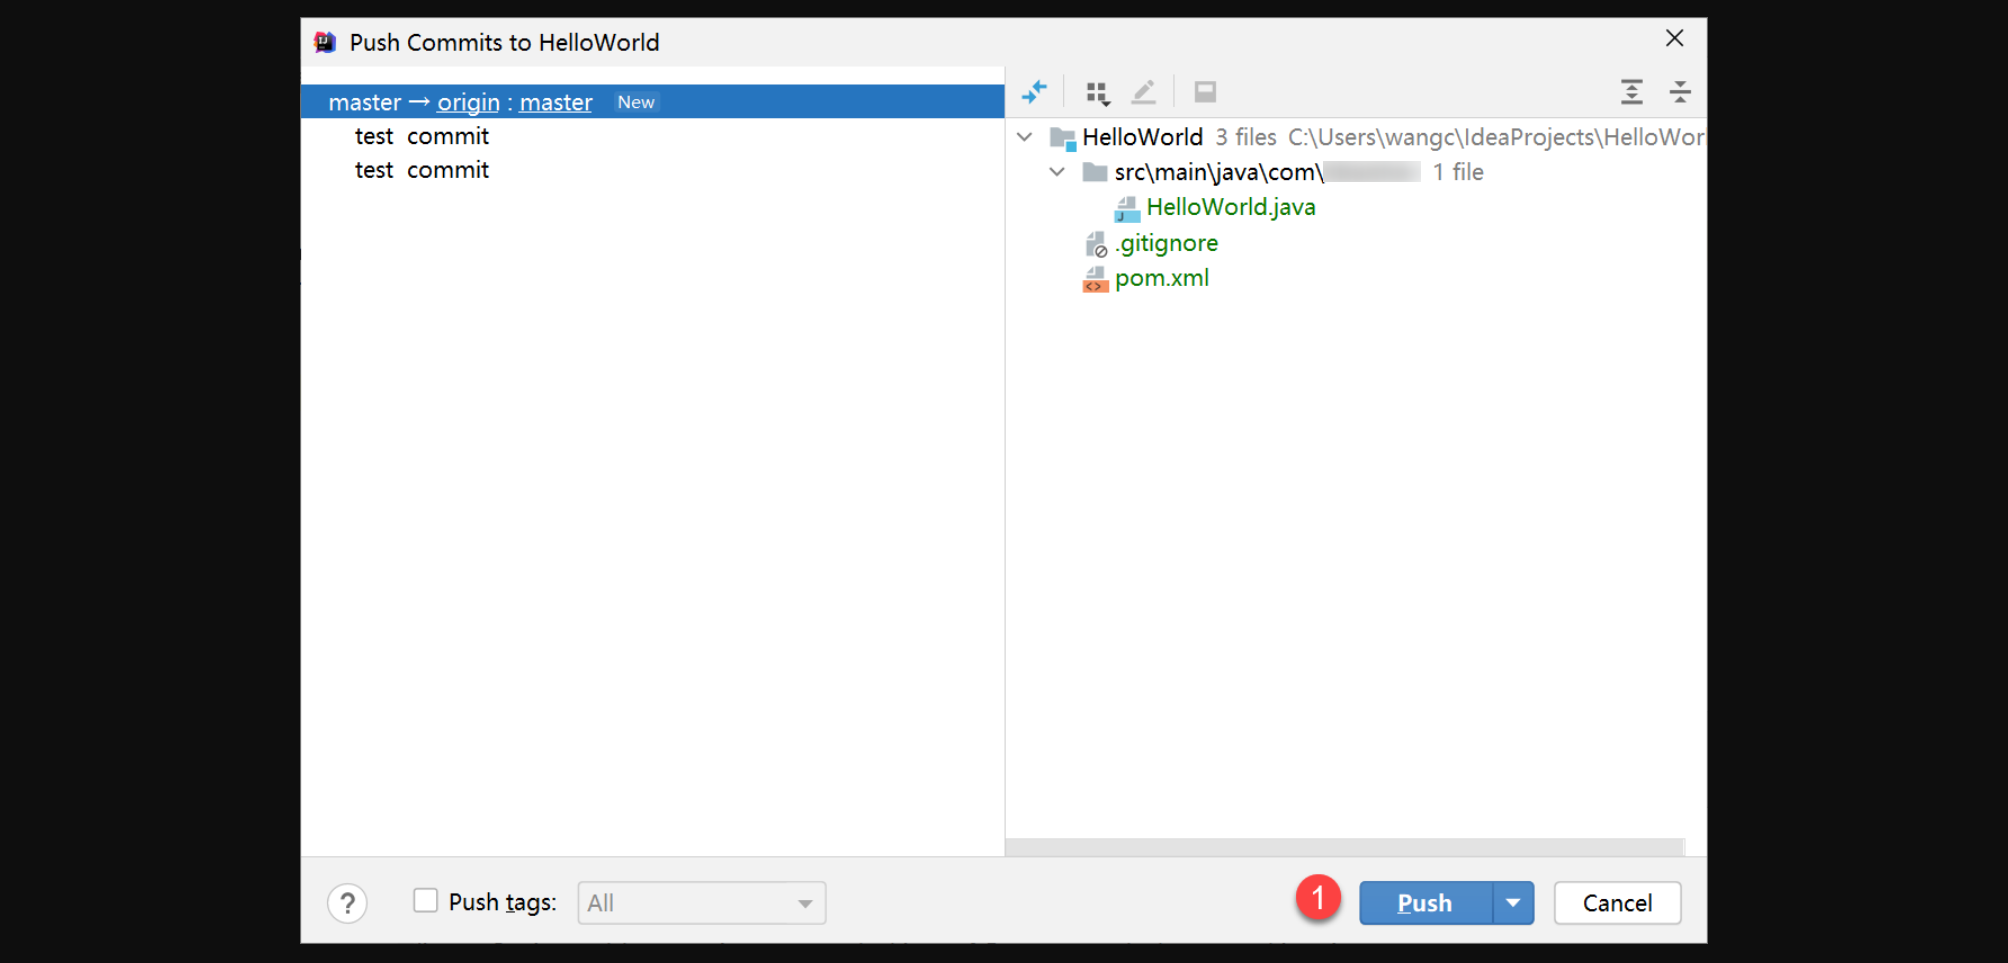 Push Commits to HelloWorld
master → origin : master New
test commit
test commit
HelloWorld 3 files C:\Users\wangc\IdeaProjects\HelloWor
src\main\java\com\ 1 file
HelloWorld.java
.gitignore
pom.xml
? Push tags: All 1 Push Cancel